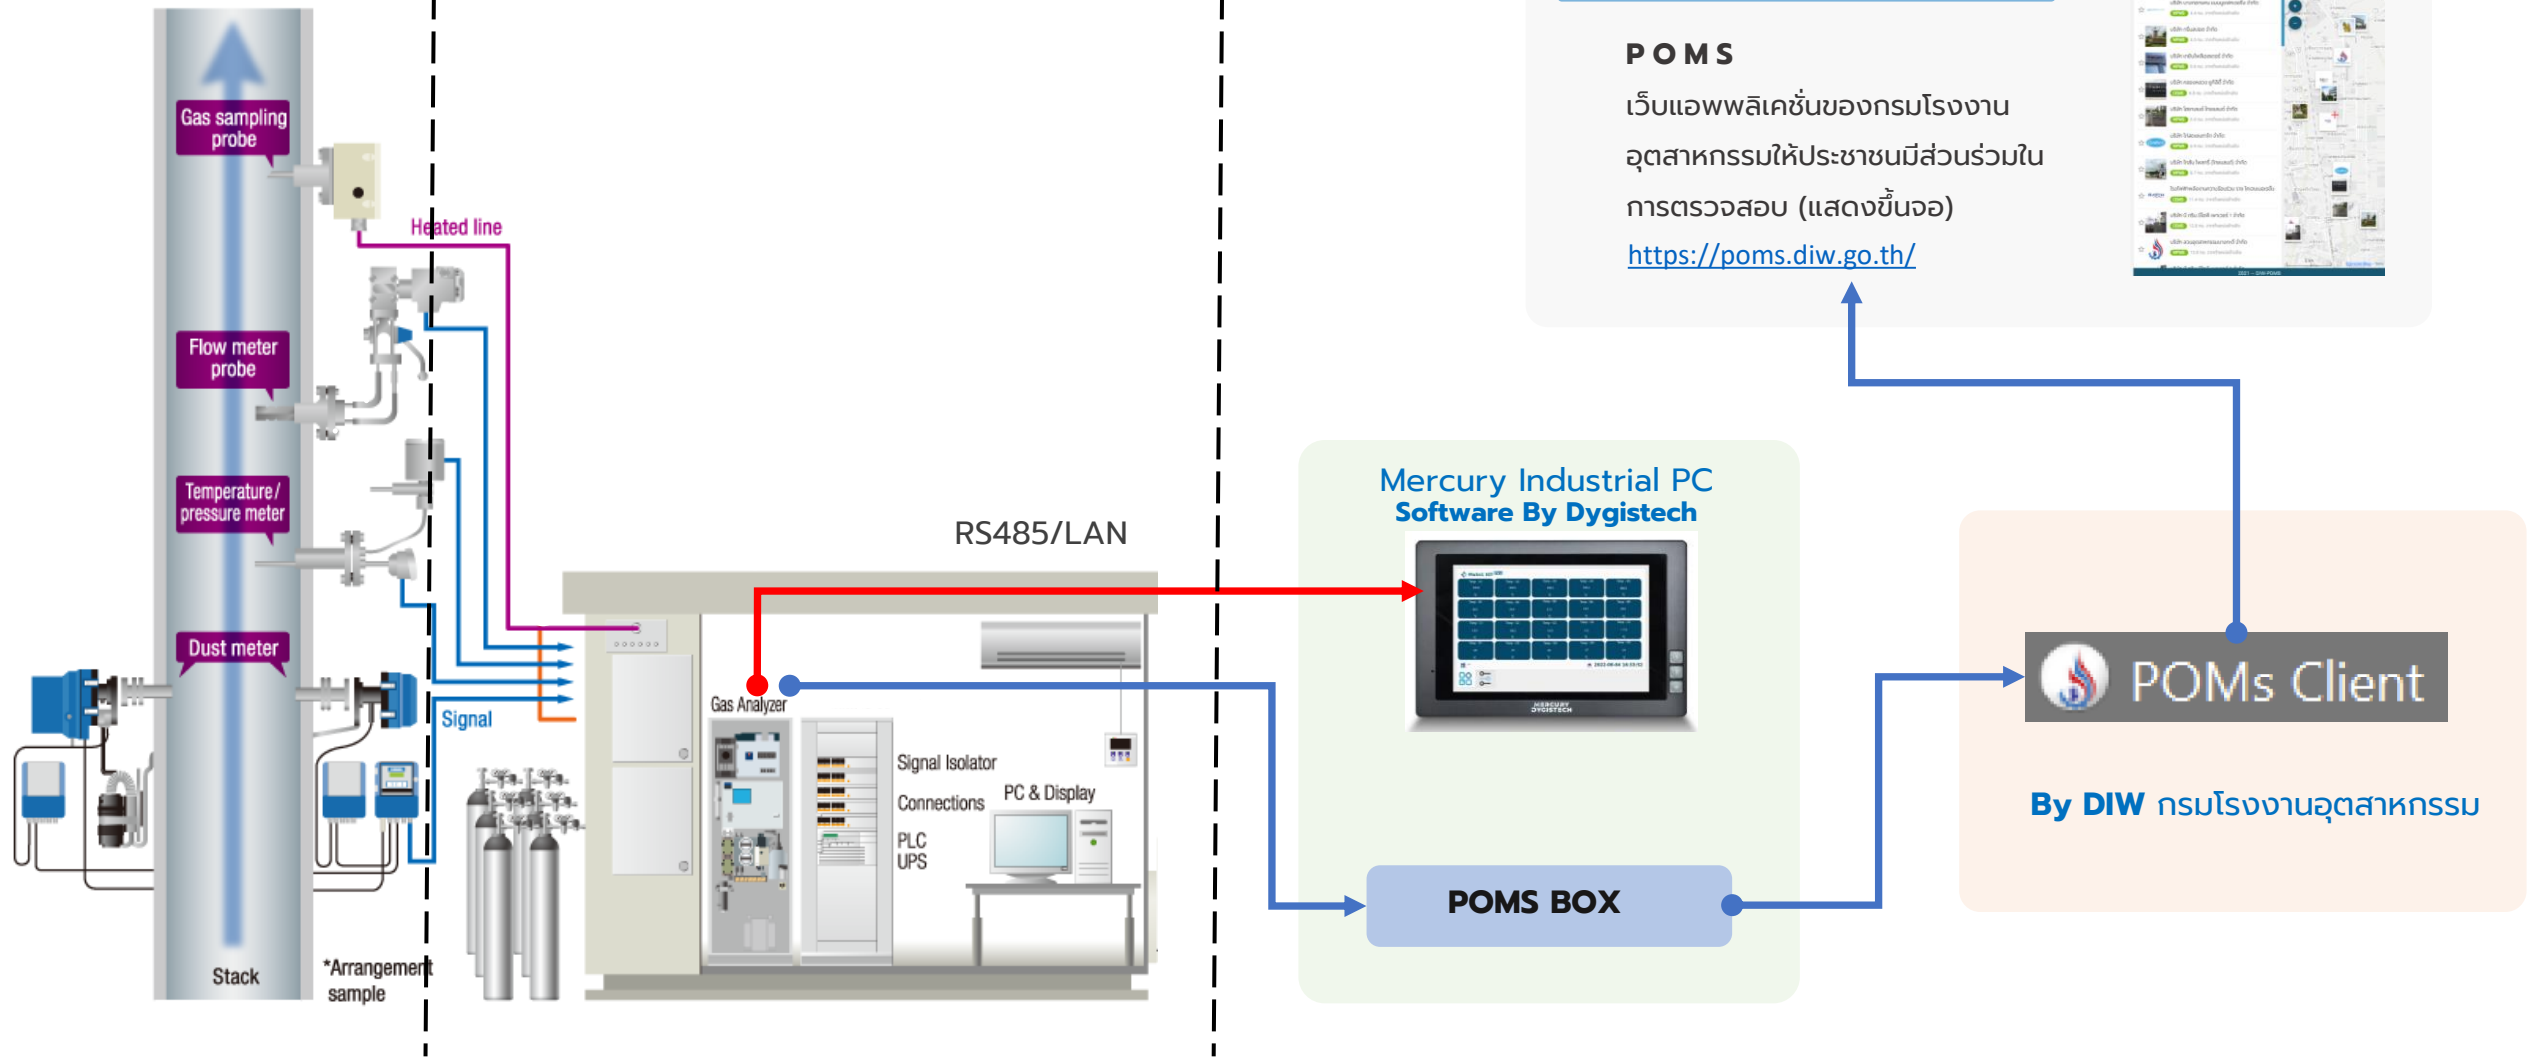 Gas sampling
probe
Heated line
Flow meter
probe
Temperature /
pressure meter
Dust meter
Signal
Stack
*Arrangement
sample
RS485/LAN
Gas Analyzer
Signal Isolator
Connections
PLC
UPS
PC & Display
POMS
เว็บแอพพลิเคชั่นของกรมโรงงาน
อุตสาหกรรมให้ประชาชนมีส่วนร่วมใน
การตรวจสอบ (แสดงขึ้นจอ)
https://poms.diw.go.th/
2021 - DIW-POMS
Mercury Industrial PC
Software By Dygistech
MERCURY
DYGISTECH
POMS BOX
POMs Client
By DIW กรมโรงงานอุตสาหกรรม